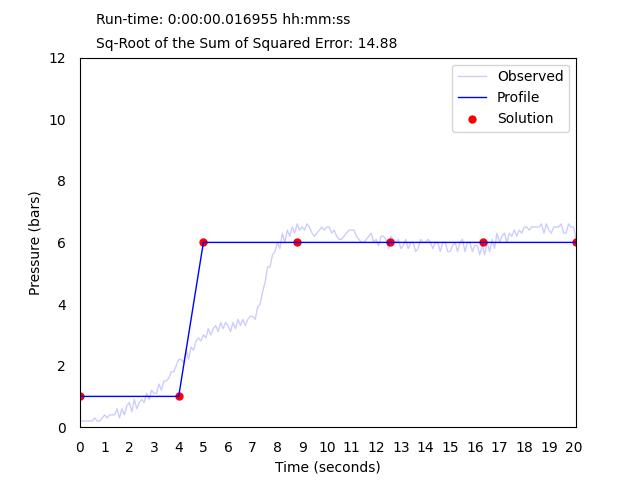 Run-time: 0:00:00.016955 hh:mm:ss
Sq-Root of the Sum of Squared Error: 14.88
12
10
8
6
4
2
0
Pressure (bars)
Observed
Profile
Solution
0 1 2 3 4 5 6 7 8 9 10 11 12 13 14 15 16 17 18 19 20
Time (seconds)